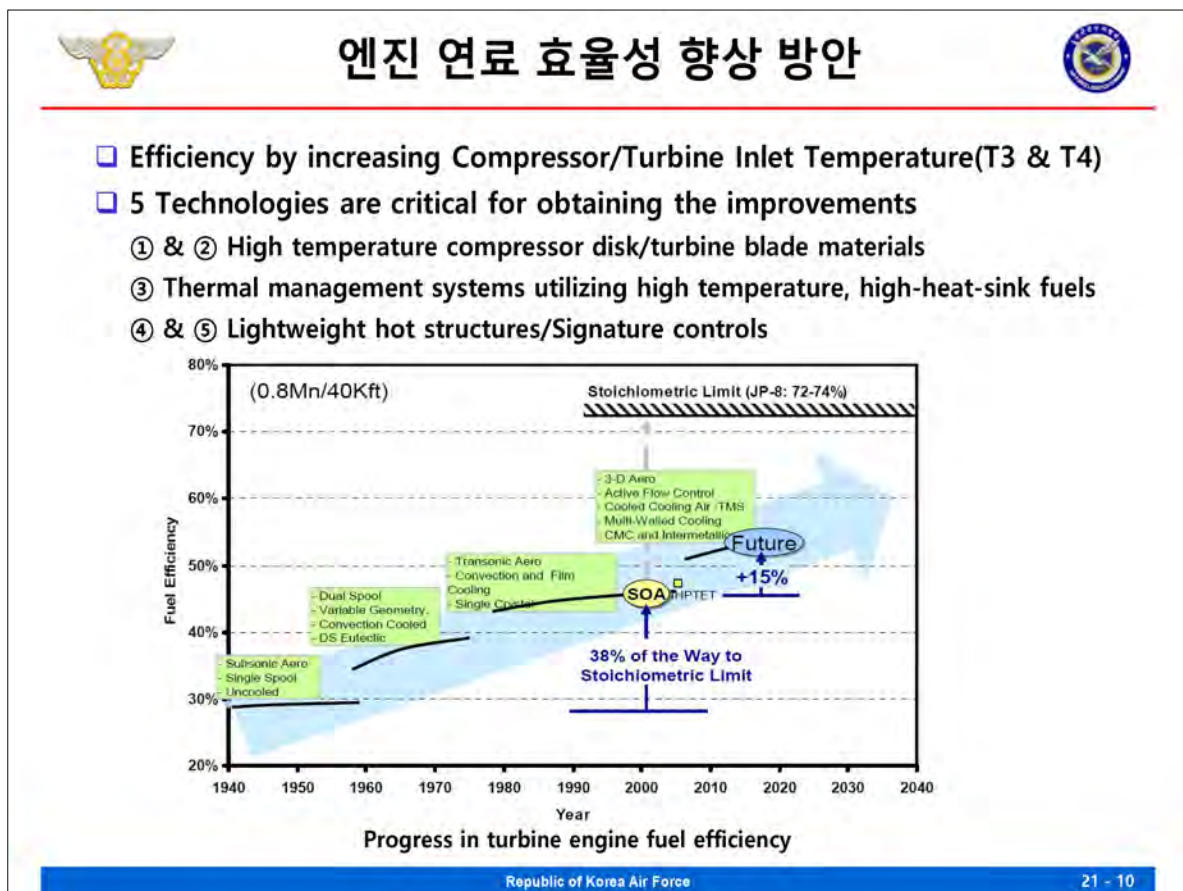 엔진 연료 효율성 향상 방안
❑ Efficiency by increasing Compressor/Turbine Inlet Temperature(T3 & T4)
❑ 5 Technologies are critical for obtaining the improvements
① & ② High temperature compressor disk/turbine blade materials
③ Thermal management systems utilizing high temperature, high-heat-sink fuels
④ & ⑤ Lightweight hot structures/Signature controls
(0.8Mn/40Kft)
Stoichiometric Limit (JP-8: 72-74%)
- 3-D Aero
- Active Flow Control
- Cooled Cooling Air /TMS
- Multi-Walled Cooling
CMC and Intermetallic
Future
+15%
- Transonic Aero
- Convection and Film
Cooling
- Single Crystal
SOA
IHPTET
- Dual Spool
- Variable Geometry.
- Convection Cooled
- DS Eutectic
38% of the Way to
Stoichiometric Limit
- Subsonic Aero
- Single Spool
- Uncooled
Fuel Efficiency
80%
70%
60%
50%
40%
30%
20%
1940 1950 1960 1970 1980 1990 2000 2010 2020 2030 2040
Year
Progress in turbine engine fuel efficiency
Republic of Korea Air Force
21 - 10